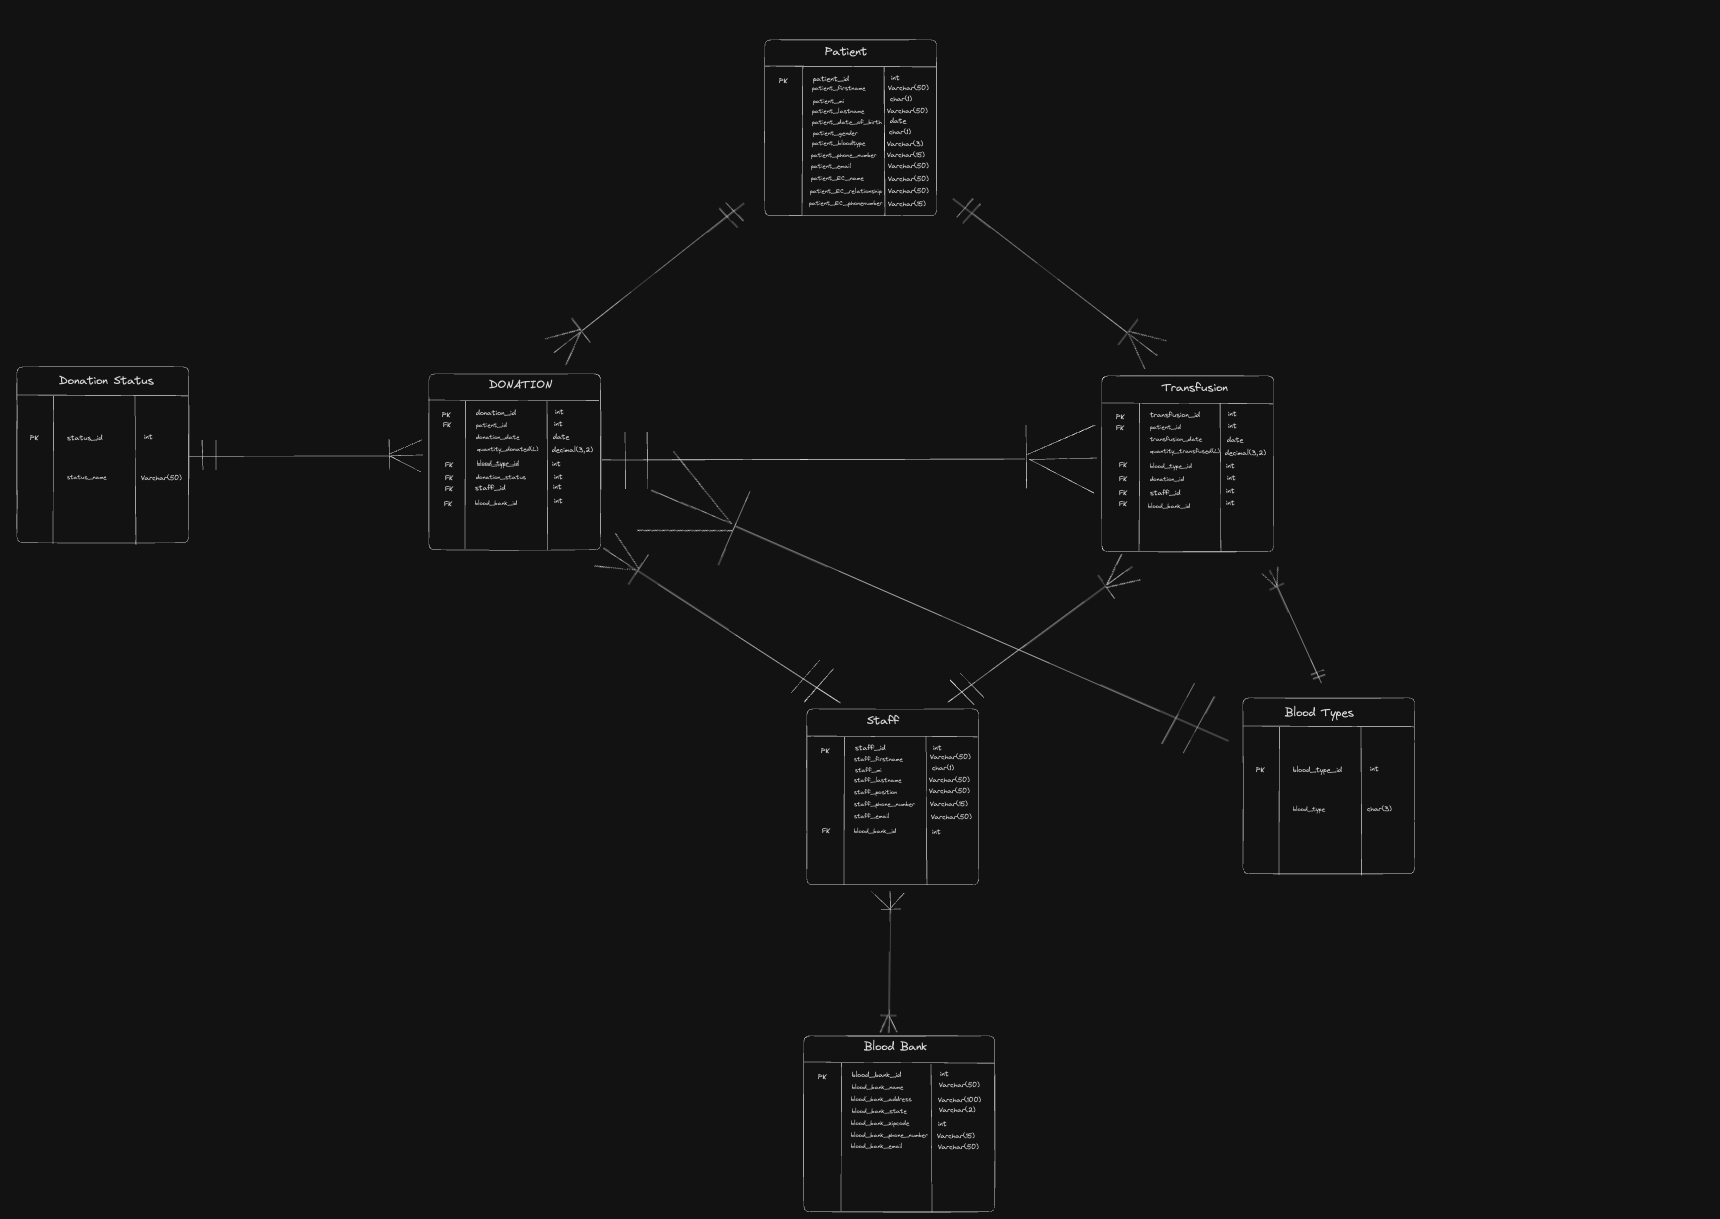 Patient
PK patient_id int
patient_firstname Varchar(50)
patient_mi char(1)
patient_lastname Varchar(50)
patient_date_of_birth date
patient_gender char(1)
patient_bloodtype Varchar(3)
patient_phone_number Varchar(15)
patient_email Varchar(50)
patient_EC_name Varchar(50)
patient_EC_relationship Varchar(50)
patient_EC_phonenumber Varchar(15)
Donation Status
PK status_id int
status_name Varchar(50)
DONATION
PK donation_id int
FK patient_id int
donation_date date
quantity_donated(L) decimal(3,2)
FK blood_type_id int
FK donation_status int
FK staff_id int
FK blood_bank_id int
Transfusion
PK transfusion_id int
FK patient_id int
transfusion_date date
quantity_transfused(L) decimal(3,2)
FK blood_type_id int
FK donation_id int
FK staff_id int
FK blood_bank_id int
Staff
PK staff_id int
staff_firstname Varchar(50)
staff_mi char(1)
staff_lastname Varchar(50)
staff_position Varchar(50)
staff_phone_number Varchar(15)
staff_email Varchar(50)
FK blood_bank_id int
Blood Types
PK blood_type_id int
blood_type char(3)
Blood Bank
PK blood_bank_id int
blood_bank_name Varchar(50)
blood_bank_address Varchar(100)
blood_bank_state Varchar(2)
blood_bank_zipcode int
blood_bank_phone_number Varchar(15)
blood_bank_email Varchar(50)